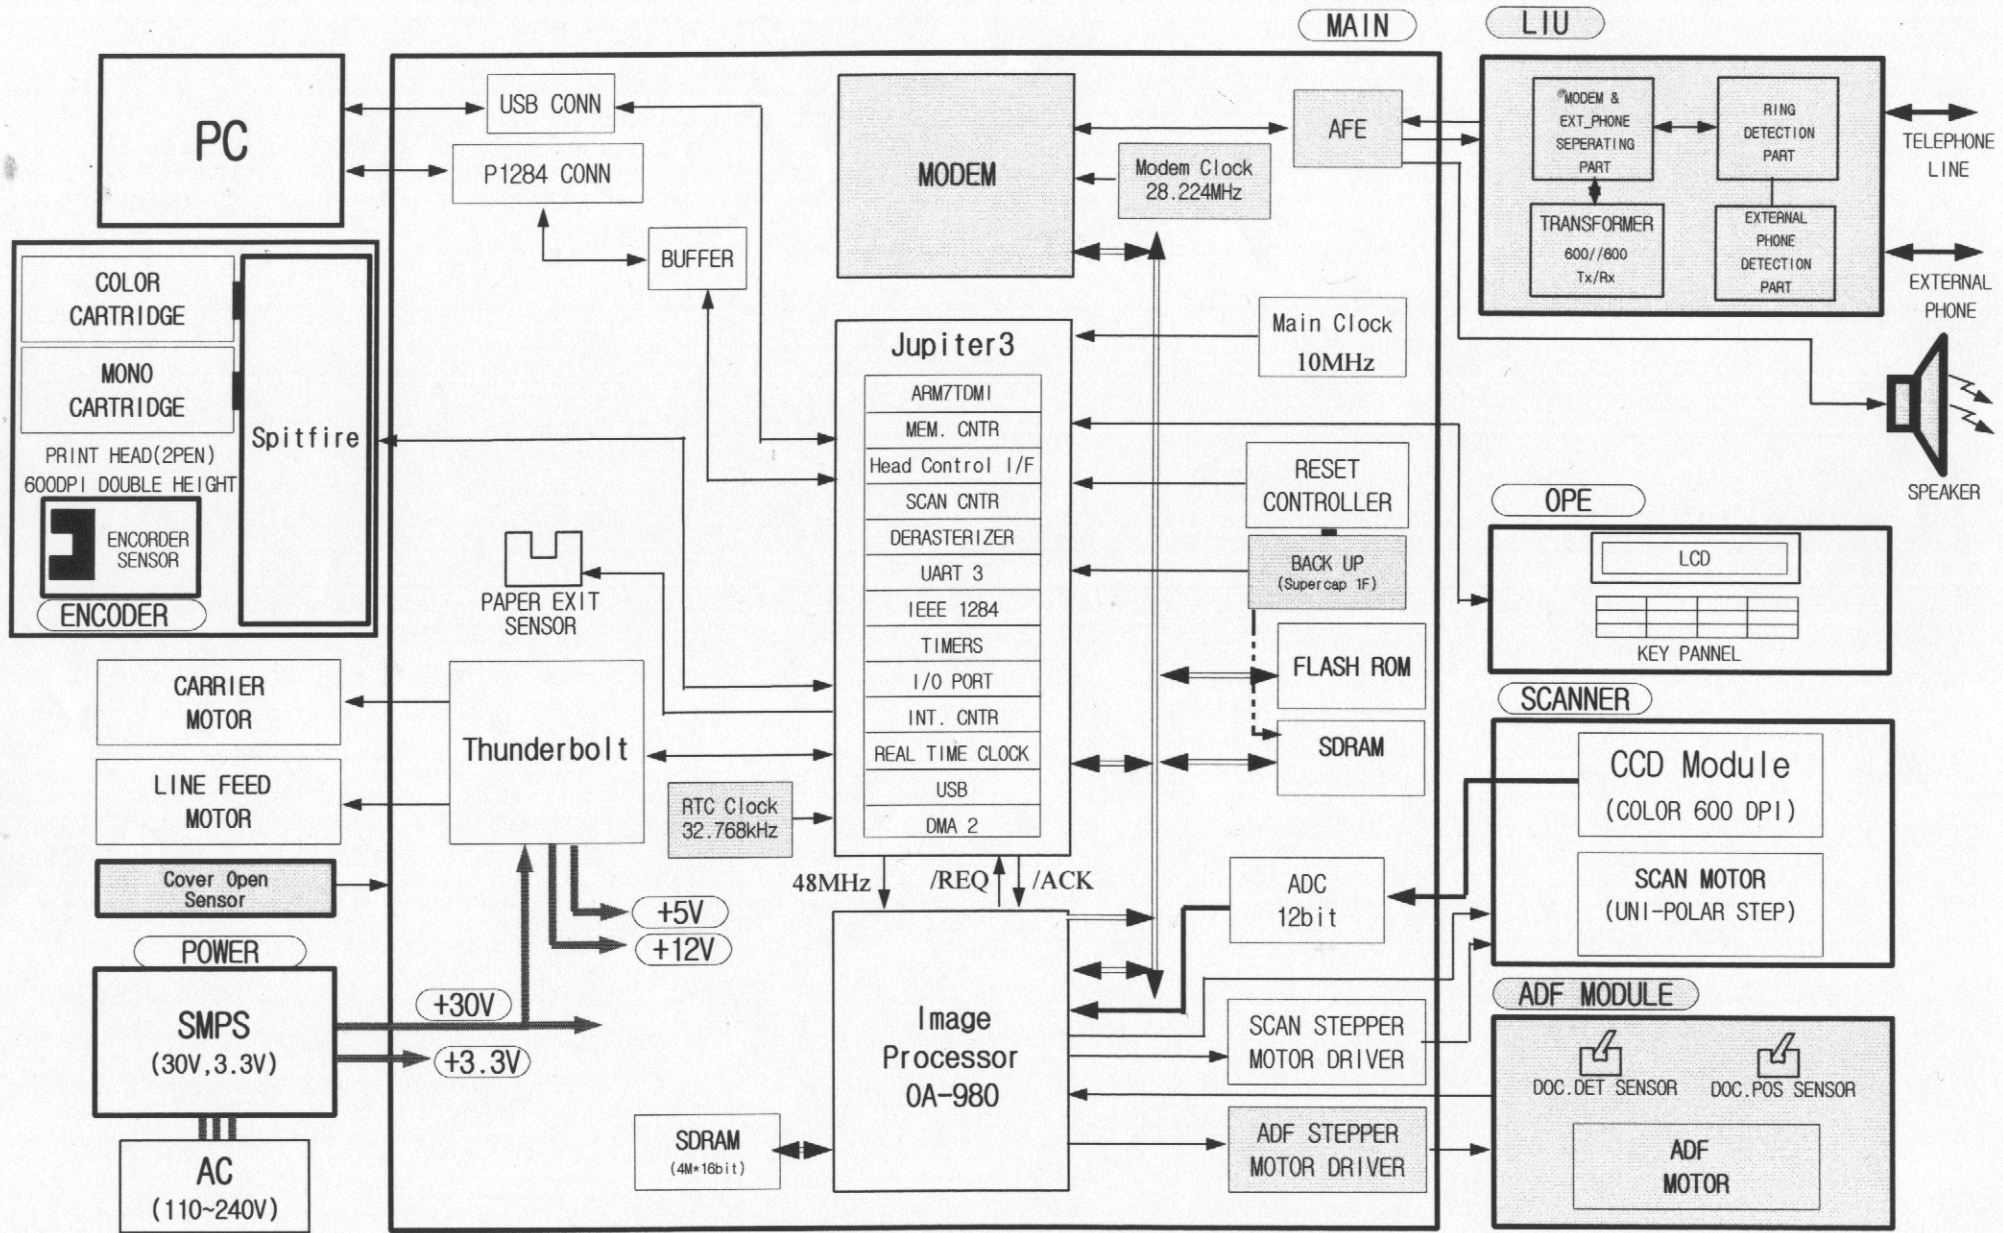 MAIN
LIU
PC
USB CONN
P1284 CONN
BUFFER
MODEM
AFE
Modem Clock
28.224MHz
MODEM &
EXT_PHONE
SEPERATING
PART
RING
DETECTION
PART
TRANSFORMER
600//600
Tx/Rx
EXTERNAL
PHONE
DETECTION
PART
TELEPHONE
LINE
EXTERNAL
PHONE
SPEAKER
COLOR
CARTRIDGE
MONO
CARTRIDGE
PRINT HEAD(2PEN)
600DPI DOUBLE HEIGHT
ENCORDER
SENSOR
ENCODER
Spitfire
Jupiter3
ARM7TDMI
MEM. CNTR
Head Control I/F
SCAN CNTR
DERASTERIZER
UART 3
IEEE 1284
TIMERS
I/O PORT
INT. CNTR
REAL TIME CLOCK
USB
DMA 2
Main Clock
10MHz
RESET
CONTROLLER
BACK UP
(Supercap 1F)
FLASH ROM
SDRAM
PAPER EXIT
SENSOR
OPE
LCD
KEY PANNEL
CARRIER
MOTOR
LINE FEED
MOTOR
Thunderbolt
RTC Clock
32.768kHz
Cover Open
Sensor
+5V
+12V
48MHz
/REQ
/ACK
SCANNER
CCD Module
(COLOR 600 DPI)
SCAN MOTOR
(UNI-POLAR STEP)
ADC
12bit
POWER
SMPS
(30V,3.3V)
+30V
+3.3V
AC
(110~240V)
Image
Processor
OA-980
SDRAM
(4M*16bit)
SCAN STEPPER
MOTOR DRIVER
ADF STEPPER
MOTOR DRIVER
ADF MODULE
DOC.DET SENSOR
DOC.POS SENSOR
ADF
MOTOR